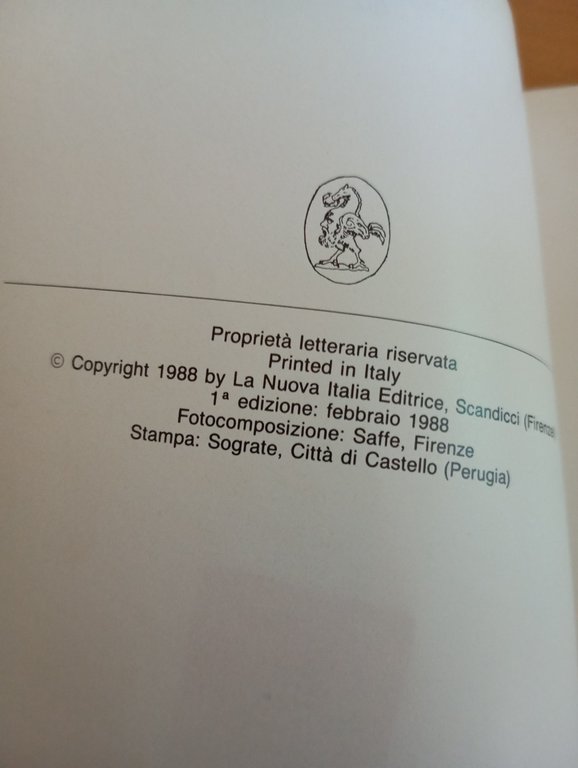 Proprietà letteraria riservata
Printed in Italy
© Copyright 1988 by La Nuova Italia Editrice, Scandicci (Firenze)
1ª edizione: febbraio 1988
Fotocomposizione: Saffe, Firenze
Stampa: Sograte, Città di Castello (Perugia)